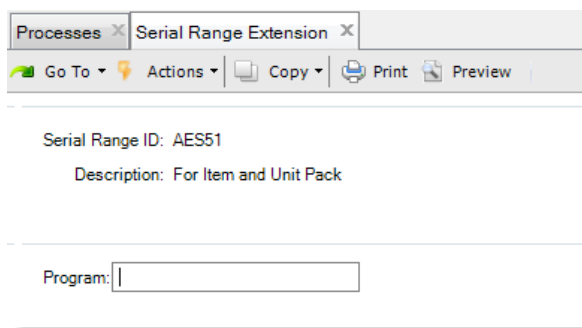 Processes Serial Range Extension
Go To Actions Copy Print Preview
Serial Range ID: AES51
Description: For Item and Unit Pack
Program: